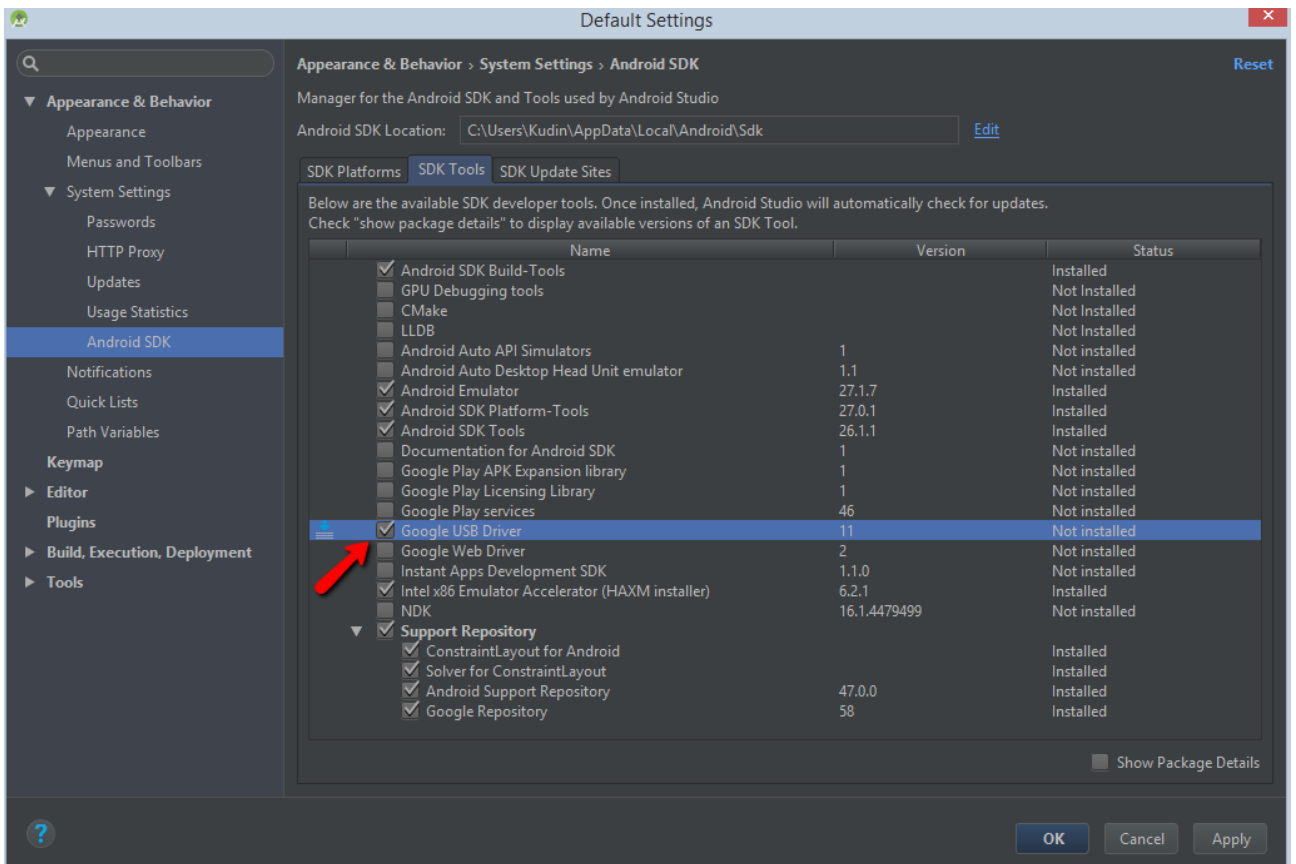 Default Settings
Appearance & Behavior › System Settings › Android SDK
Reset
Appearance & Behavior
Appearance
Menus and Toolbars
System Settings
Passwords
HTTP Proxy
Updates
Usage Statistics
Android SDK
Notifications
Quick Lists
Path Variables
Keymap
Editor
Plugins
Build, Execution, Deployment
Tools
Manager for the Android SDK and Tools used by Android Studio
Android SDK Location: C:\Users\Kudin\AppData\Local\Android\Sdk Edit
SDK Platforms SDK Tools SDK Update Sites
Below are the available SDK developer tools. Once installed, Android Studio will automatically check for updates.
Check "show package details" to display available versions of an SDK Tool.
Name Version Status
Android SDK Build-Tools Installed
GPU Debugging tools Not Installed
CMake Not Installed
LLDB Not Installed
Android Auto API Simulators 1 Not installed
Android Auto Desktop Head Unit emulator 1.1 Not installed
Android Emulator 27.1.7 Installed
Android SDK Platform-Tools 27.0.1 Installed
Android SDK Tools 26.1.1 Installed
Documentation for Android SDK 1 Not installed
Google Play APK Expansion library 1 Not installed
Google Play Licensing Library 1 Not installed
Google Play services 46 Not installed
Google USB Driver 11 Not installed
Google Web Driver 2 Not installed
Instant Apps Development SDK 1.1.0 Not installed
Intel x86 Emulator Accelerator (HAXM installer) 6.2.1 Installed
NDK 16.1.4479499 Not installed
Support Repository
ConstraintLayout for Android Installed
Solver for ConstraintLayout Installed
Android Support Repository 47.0.0 Installed
Google Repository 58 Installed
Show Package Details
? OK Cancel Apply